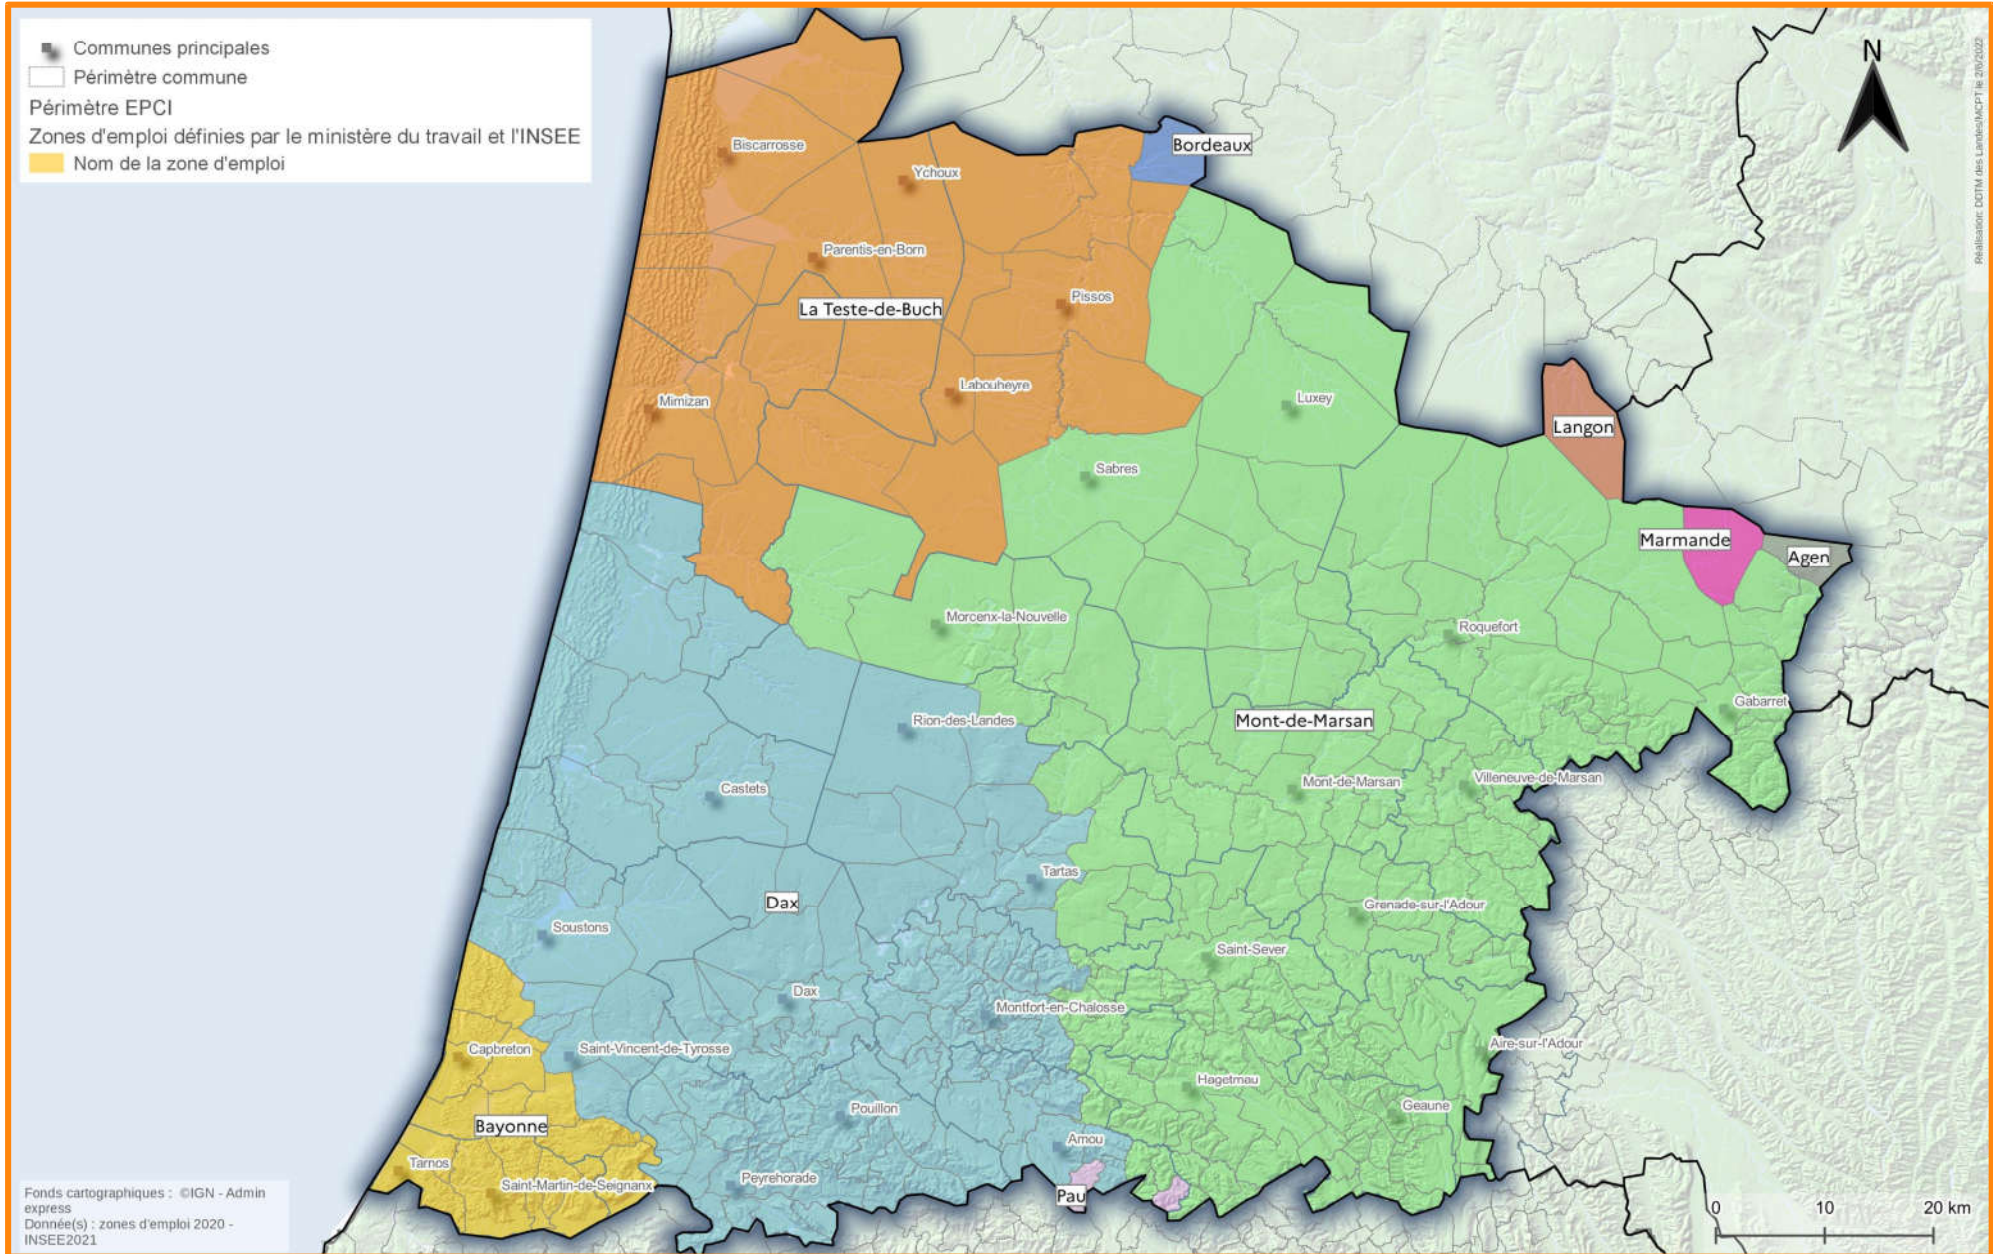 Communes principales
Périmètre commune
Périmètre EPCI
Zones d'emploi définies par le ministère du travail et l'INSEE
Nom de la zone d'emploi
N
Réalisation: DDTM des Landes/MCPT le 2/6/2022
Bordeaux
Biscarrosse
Ychoux
Parentis-en-Born
Pissos
La Teste-de-Buch
Labouheyre
Mimizan
Luxey
Langon
Sabres
Marmande
Agen
Morcenx-la-Nouvelle
Roquefort
Gabarret
Rion-des-Landes
Mont-de-Marsan
Castets
Mont-de-Marsan
Villeneuve-de-Marsan
Tartas
Dax
Grenade-sur-l'Adour
Soustons
Saint-Sever
Dax
Montfort-en-Chalosse
Capbreton
Saint-Vincent-de-Tyrosse
Aire-sur-l'Adour
Hagetmau
Pouillon
Geaune
Bayonne
Amou
Tarnos
Peyrehorade
Saint-Martin-de-Seignanx
Pau
0 10 20 km
Fonds cartographiques : ©IGN - Admin
express
Donnée(s) : zones d'emploi 2020 -
INSEE2021